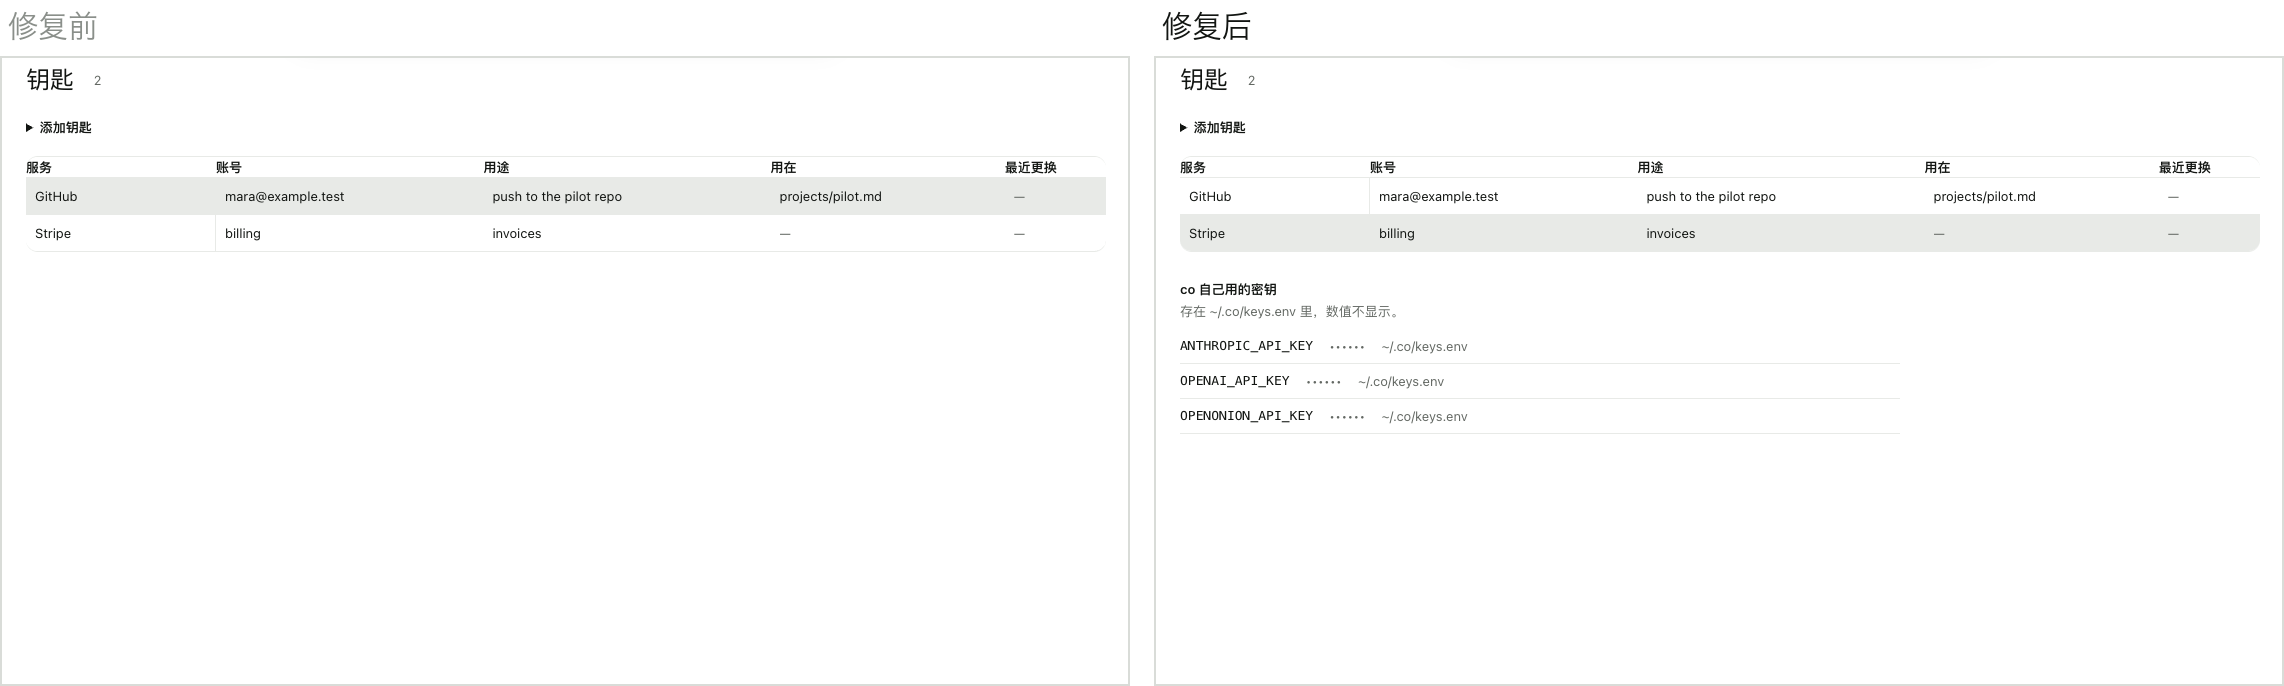 修复前
钥匙 2
▶ 添加钥匙
服务 账号 用途 用在 最近更换
GitHub mara@example.test push to the pilot repo projects/pilot.md —
Stripe billing invoices — —
修复后
钥匙 2
▶ 添加钥匙
服务 账号 用途 用在 最近更换
GitHub mara@example.test push to the pilot repo projects/pilot.md —
Stripe billing invoices — —
co 自己用的密钥
存在 ~/.co/keys.env 里，数值不显示。
ANTHROPIC_API_KEY •••••• ~/.co/keys.env
OPENAI_API_KEY •••••• ~/.co/keys.env
OPENONION_API_KEY •••••• ~/.co/keys.env